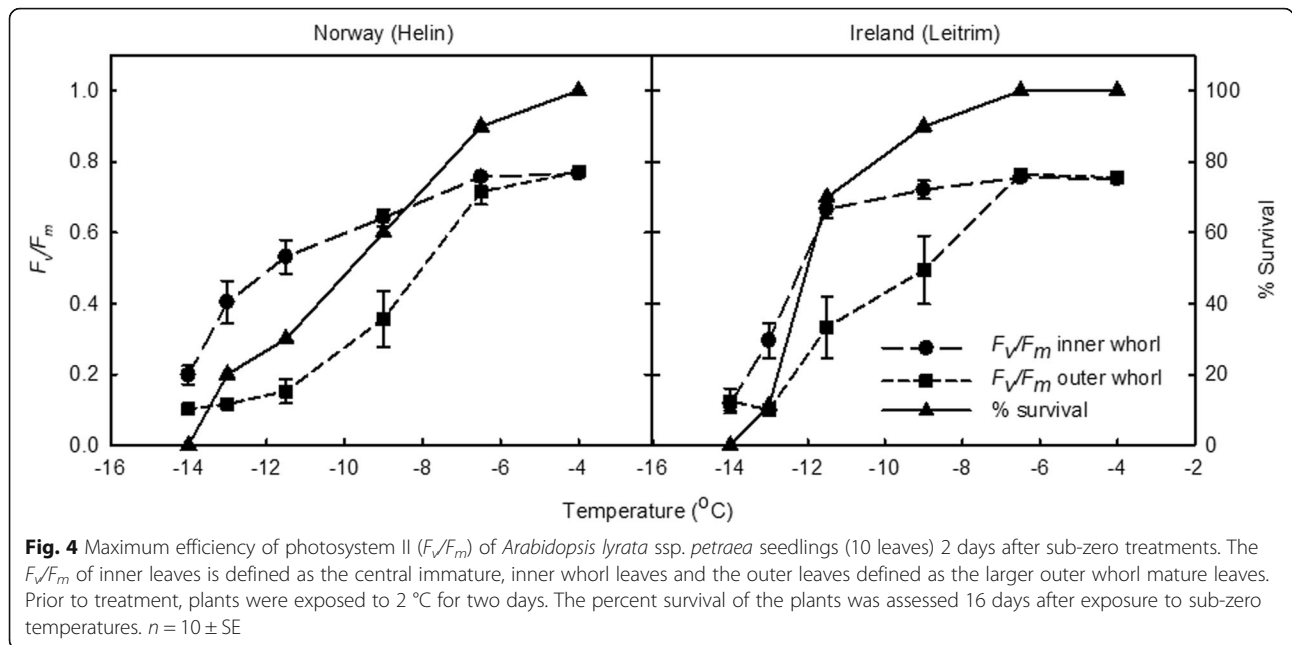 Norway (Helin)
Ireland (Leitrim)
1.0
0.8
0.6
0.4
0.2
0.0
Fv/Fm
100
80
60
40
20
0
% Survival
Fv/Fm inner whorl
Fv/Fm outer whorl
% survival
-16 -14 -12 -10 -8 -6 -4 -16 -14 -12 -10 -8 -6 -4 -2
Temperature (°C)
Fig. 4 Maximum efficiency of photosystem II (Fv/Fm) of Arabidopsis lyrata ssp. petraea seedlings (10 leaves) 2 days after sub-zero treatments. The
Fv/Fm of inner leaves is defined as the central immature, inner whorl leaves and the outer leaves defined as the larger outer whorl mature leaves.
Prior to treatment, plants were exposed to 2 °C for two days. The percent survival of the plants was assessed 16 days after exposure to sub-zero
temperatures. n = 10 ± SE